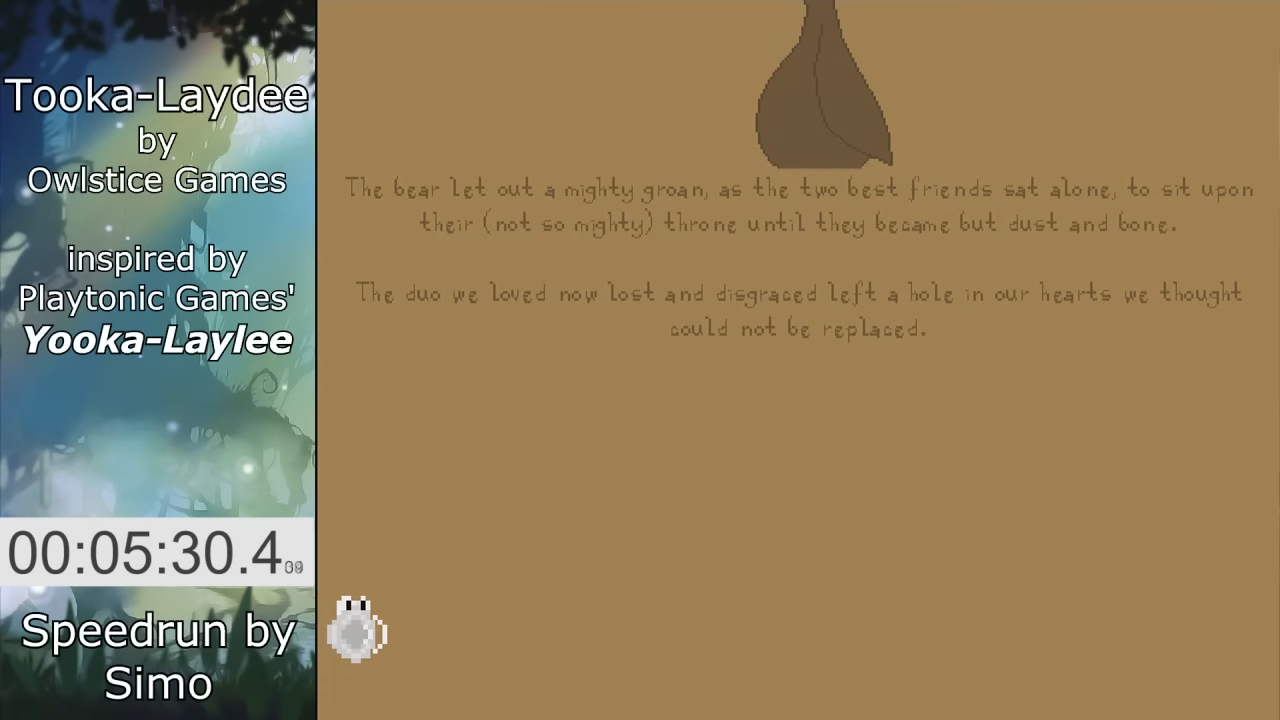 Tooka-Laydee
by
Owlstice Games
inspired by
Playtonic Games'
Yooka-Laylee
00:05:30.409
Speedrun by
Simo
The bear let out a mighty groan, as the two best friends sat alone, to sit upon
their (not so mighty) throne until they became but dust and bone.
The duo we loved now lost and disgraced left a hole in our hearts we thought
could not be replaced.